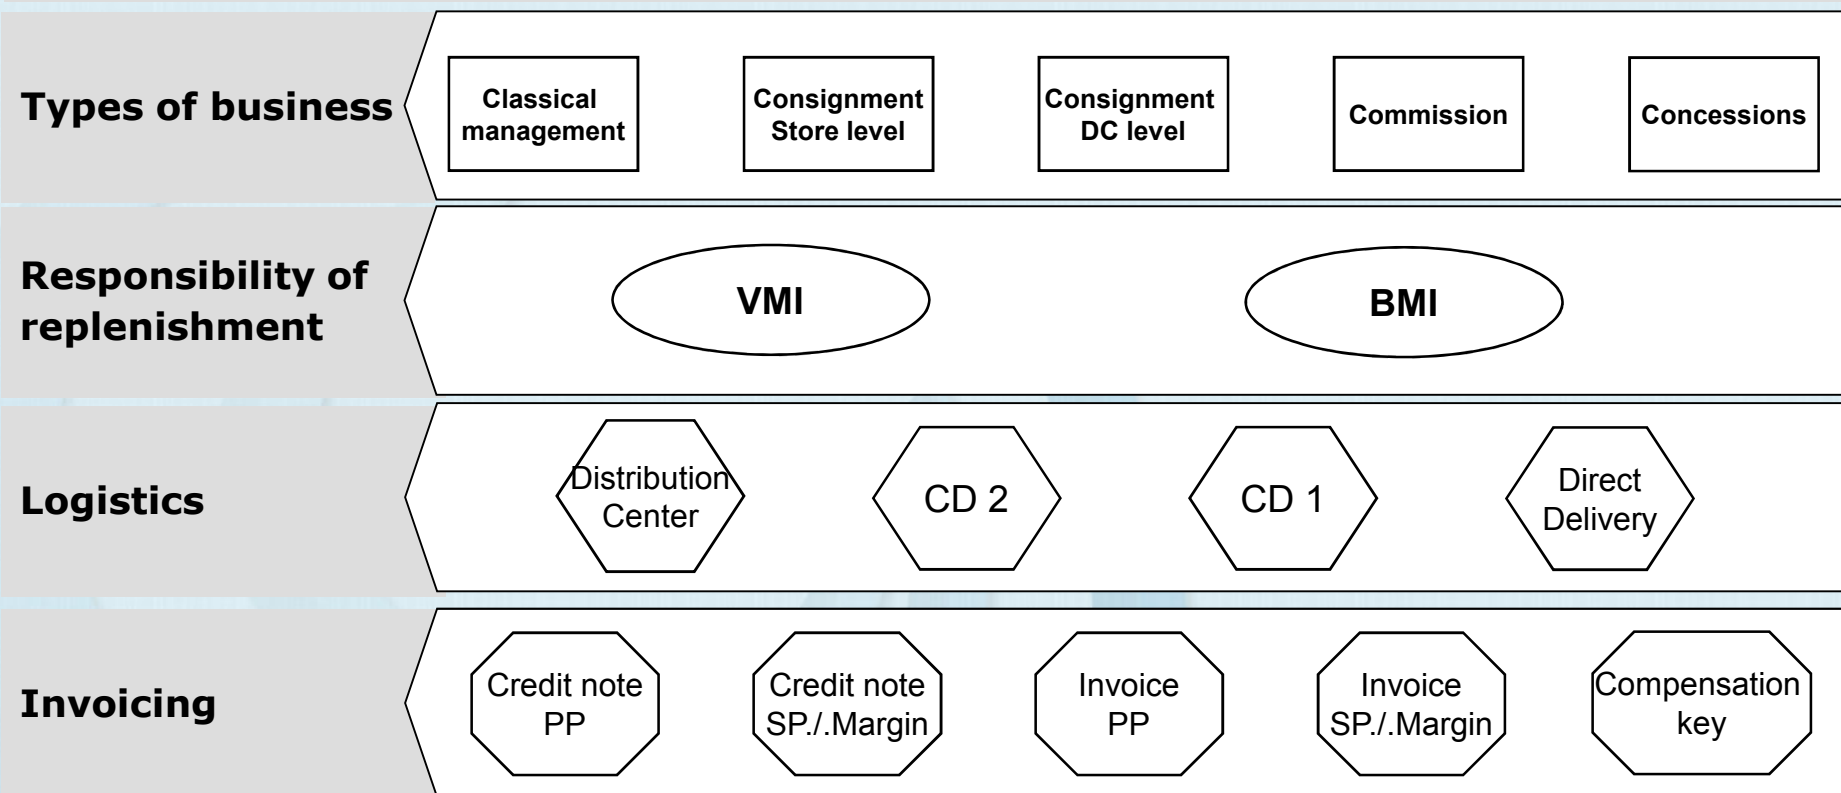 Types of business
Classical
management
Consignment
Store level
Consignment
DC level
Commission
Concessions
Responsibility of
replenishment
VMI
BMI
Logistics
Distribution
Center
CD 2
CD 1
Direct
Delivery
Invoicing
Credit note
PP
Credit note
SP./.Margin
Invoice
PP
Invoice
SP./.Margin
Compensation
key